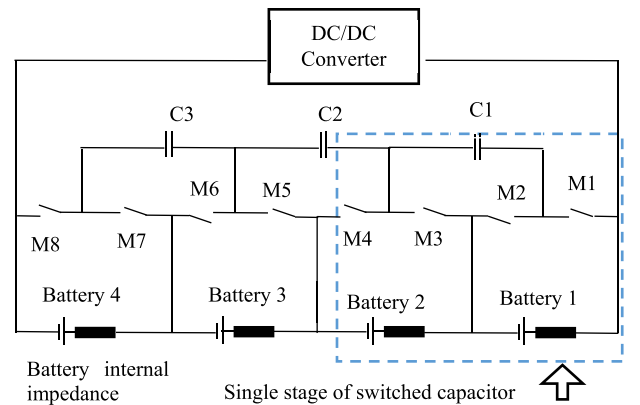 DC/DC
Converter
C3
C2
C1
M6
M5
M2
M1
M8
M7
M4
M3
Battery 4
Battery 3
Battery 2
Battery 1
Battery internal
impedance
Single stage of switched capacitor